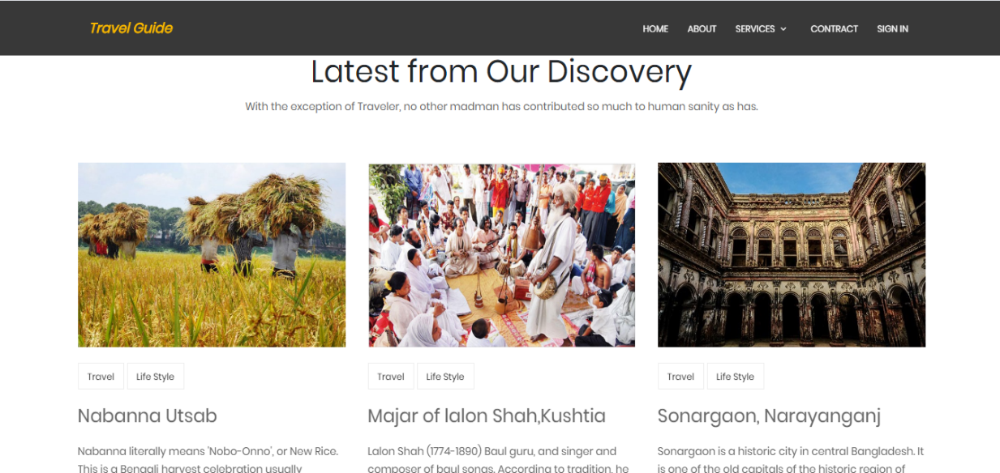 Travel Guide
HOME ABOUT SERVICES CONTRACT SIGN IN
Latest from Our Discovery
With the exception of Traveler, no other madman has contributed so much to human sanity as has.
Travel Life Style
Nabanna Utsab
Nabanna literally means 'Nobo-Onno', or New Rice.
This is a Bengali harvest celebration usually
Travel Life Style
Majar of lalon Shah,Kushtia
Lalon Shah (1774-1890) Baul guru, and singer and
composer of baul songs. According to tradition, he
Travel Life Style
Sonargaon, Narayanganj
Sonargaon is a historic city in central Bangladesh. It
is one of the old capitals of the historic region of